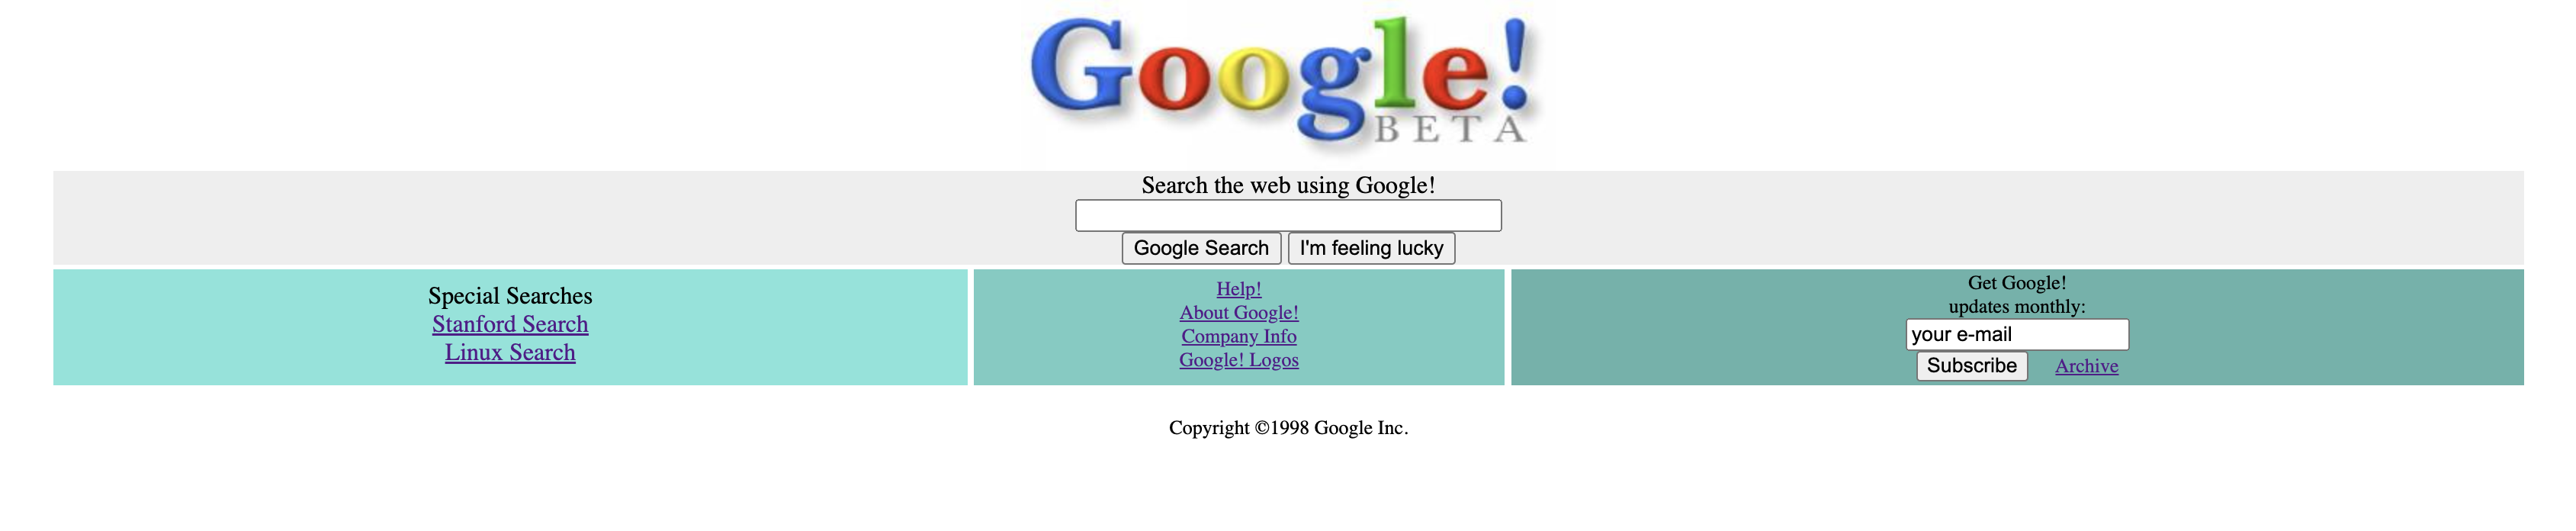 Google!
BETA
Search the web using Google!
Google Search I'm feeling lucky
Special Searches
Stanford Search
Linux Search
Help!
About Google!
Company Info
Google! Logos
Get Google!
updates monthly:
your e-mail
Subscribe Archive
Copyright ©1998 Google Inc.